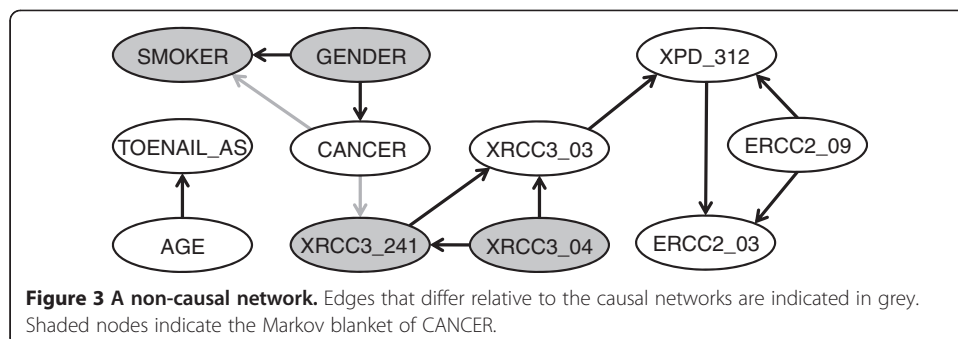 SMOKER GENDER XPD_312
TOENAIL_AS CANCER XRCC3_03 ERCC2_09
AGE XRCC3_241 XRCC3_04 ERCC2_03
Figure 3 A non-causal network. Edges that differ relative to the causal networks are indicated in grey.
Shaded nodes indicate the Markov blanket of CANCER.